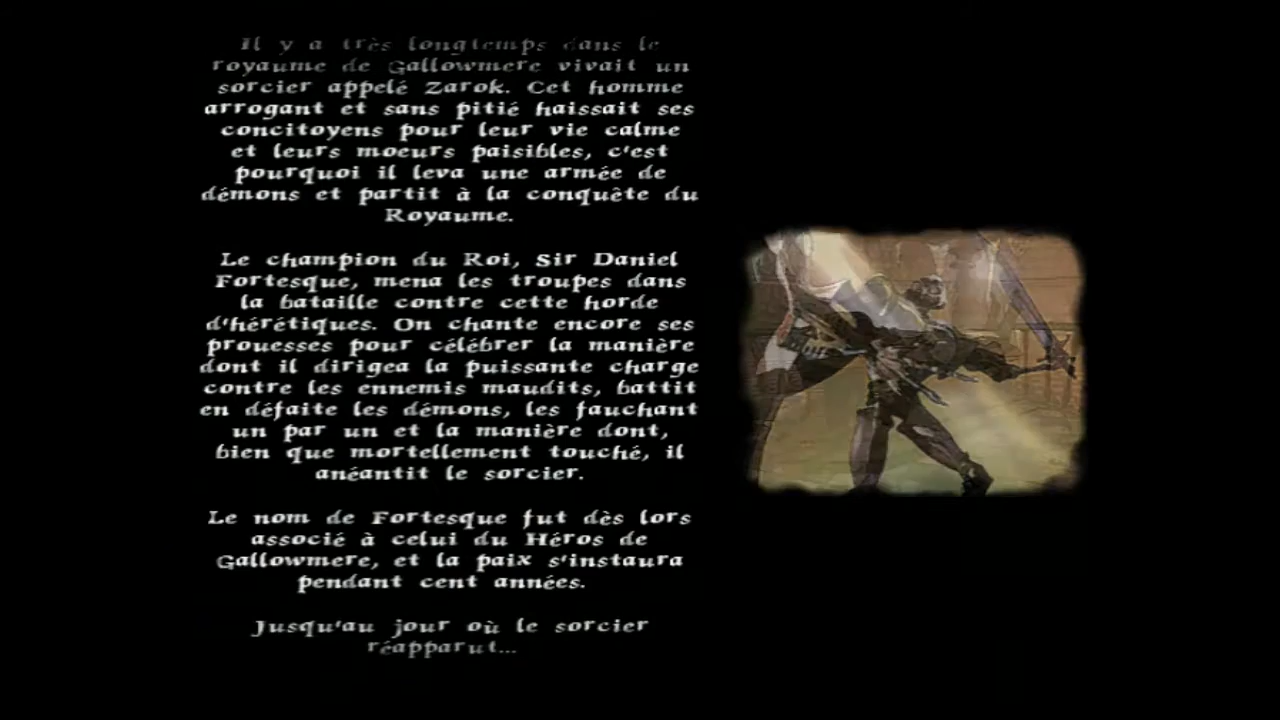 Il y a très longtemps dans le
royaume de Gallowmere vivait un
sorcier appelé Zarok. Cet homme
arrogant et sans pitié haissait ses
concitoyens pour leur vie calme
et leurs moeurs paisibles, c'est
pourquoi il leva une armée de
démons et partit à la conquête du
Royaume.
Le champion du Roi, Sir Daniel
Fortesque, mena les troupes dans
la bataille contre cette horde
d'hérétiques. On chante encore ses
prouesses pour célébrer la manière
dont il dirigea la puissante charge
contre les ennemis maudits, battit
en défaite les démons, les fauchant
un par un et la manière dont,
bien que mortellement touché, il
anéantit le sorcier.
Le nom de Fortesque fut dès lors
associé à celui du Héros de
Gallowmere, et la paix s'instaura
pendant cent années.
Jusqu'au jour où le sorcier
réapparut...